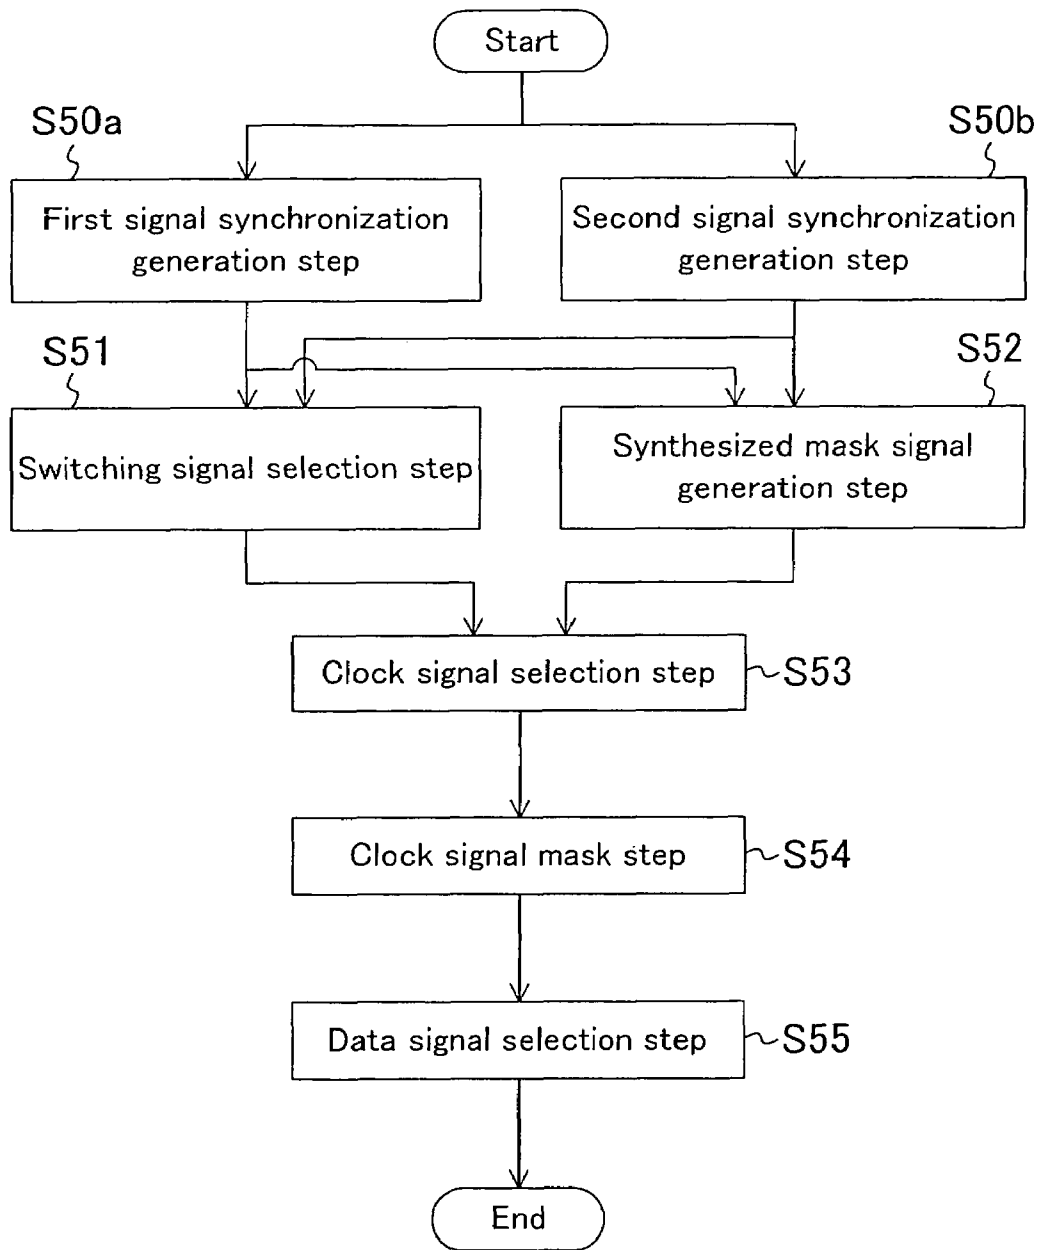 Start
S50a
S50b
First signal synchronization
generation step
Second signal synchronization
generation step
S51
S52
Switching signal selection step
Synthesized mask signal
generation step
Clock signal selection step
S53
Clock signal mask step
S54
Data signal selection step
S55
End